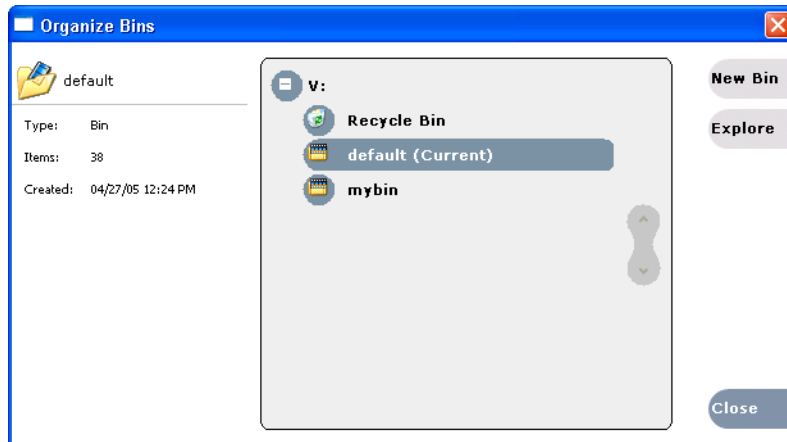 Organize Bins
default
Type: Bin
Items: 38
Created: 04/27/05 12:24 PM
V:
Recycle Bin
default (Current)
mybin
New Bin
Explore
Close